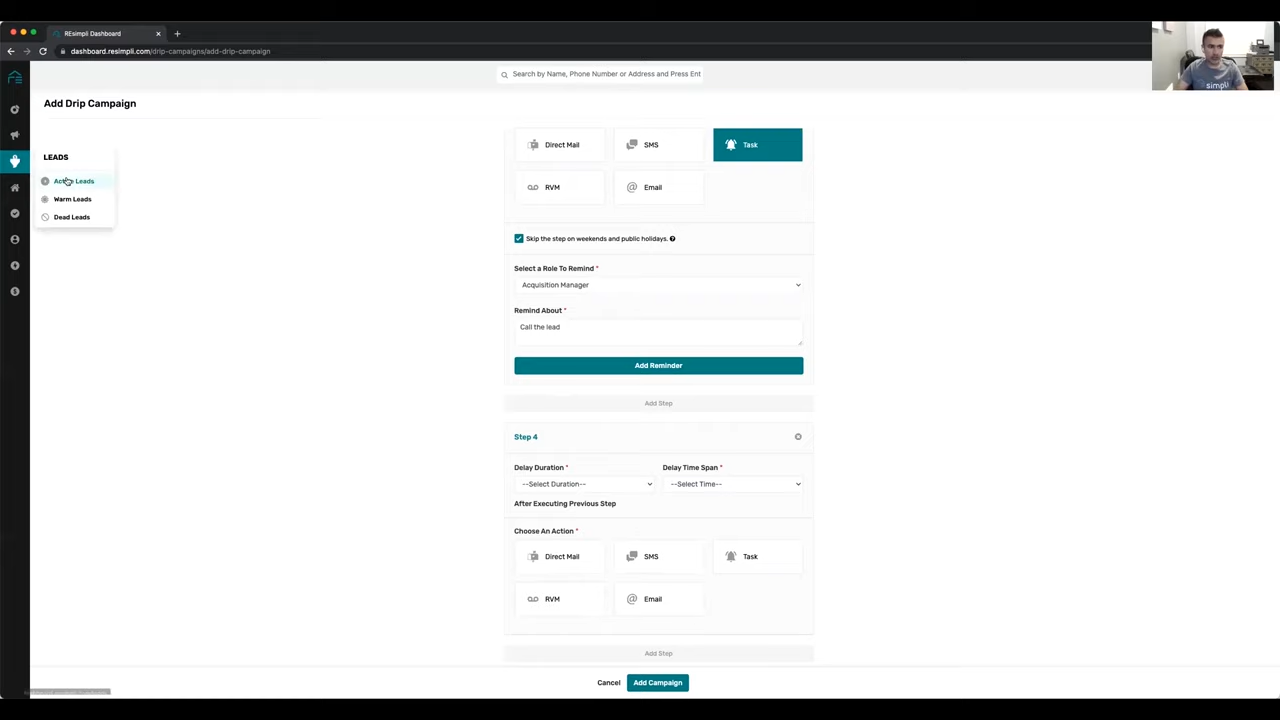 REsimpli Dashboard
dashboard.resimpli.com/drip-campaigns/add-drip-campaign
simpli
Search by Name, Phone Number or Address and Press Ent
Add Drip Campaign
LEADS
Active Leads
Warm Leads
Dead Leads
Direct Mail
SMS
Task
RVM
Email
Skip the step on weekends and public holidays.
Select a Role To Remind *
Acquisition Manager
Remind About *
Call the lead
Add Reminder
Add Step
Step 4
Delay Duration *
Delay Time Span *
--Select Duration--
--Select Time--
After Executing Previous Step
Choose An Action *
Direct Mail
SMS
Task
RVM
Email
Add Step
Cancel
Add Campaign